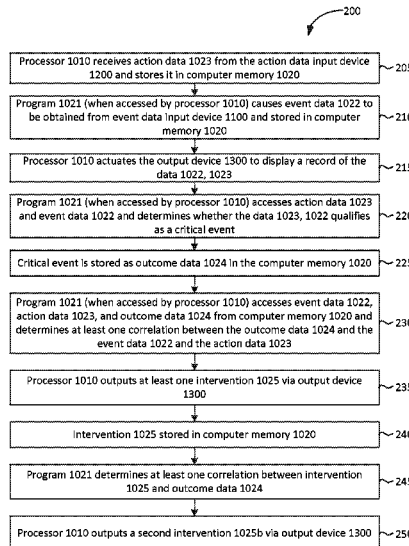 200
Processor 1010 receives action data 1023 from the action data input device
1200 and stores it in computer memory 1020
205
Program 1021 (when accessed by processor 1010) causes event data 1022 to
be obtained from event data input device 1100 and stored in computer
memory 1020
210
Processor 1010 actuates the output device 1300 to display a record of the
data 1022, 1023
215
Program 1021 (when accessed by processor 1010) accesses action data 1023
and event data 1022 and determines whether the data 1023, 1022 qualifies
as a critical event
220
Critical event is stored as outcome data 1024 in the computer memory 1020
225
Program 1021 (when accessed by processor 1010) accesses event data 1022,
action data 1023, and outcome data 1024 from computer memory 1020 and
determines at least one correlation between the outcome data 1024 and the
event data 1022 and the action data 1023
230
Processor 1010 outputs at least one intervention 1025 via output device
1300
235
Intervention 1025 stored in computer memory 1020
240
Program 1021 determines at least one correlation between intervention
1025 and outcome data 1024
245
Processor 1010 outputs a second intervention 1025b via output device 1300
250